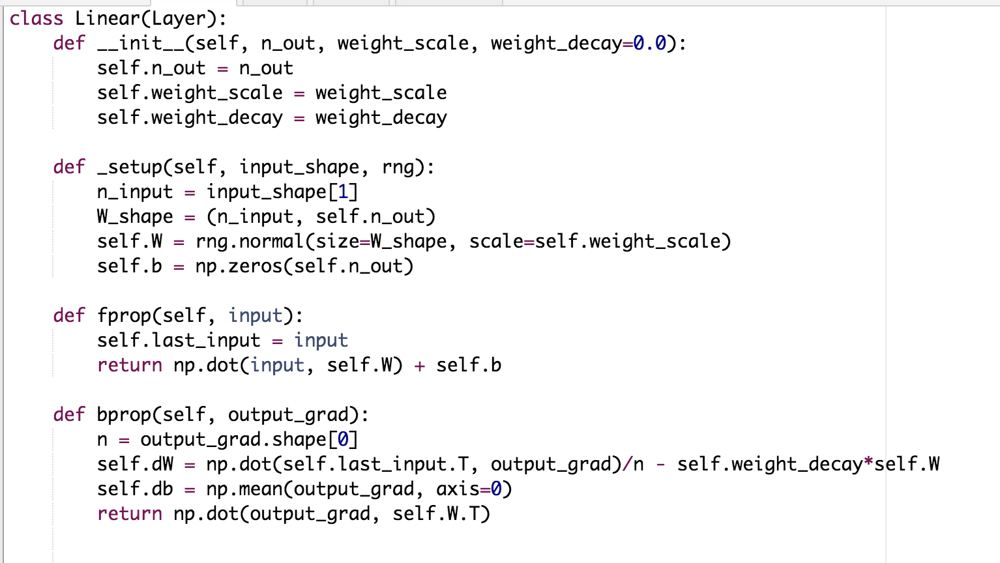 class Linear(Layer):
    def __init__(self, n_out, weight_scale, weight_decay=0.0):
        self.n_out = n_out
        self.weight_scale = weight_scale
        self.weight_decay = weight_decay

    def _setup(self, input_shape, rng):
        n_input = input_shape[1]
        W_shape = (n_input, self.n_out)
        self.W = rng.normal(size=W_shape, scale=self.weight_scale)
        self.b = np.zeros(self.n_out)

    def fprop(self, input):
        self.last_input = input
        return np.dot(input, self.W) + self.b

    def bprop(self, output_grad):
        n = output_grad.shape[0]
        self.dW = np.dot(self.last_input.T, output_grad)/n - self.weight_decay*self.W
        self.db = np.mean(output_grad, axis=0)
        return np.dot(output_grad, self.W.T)